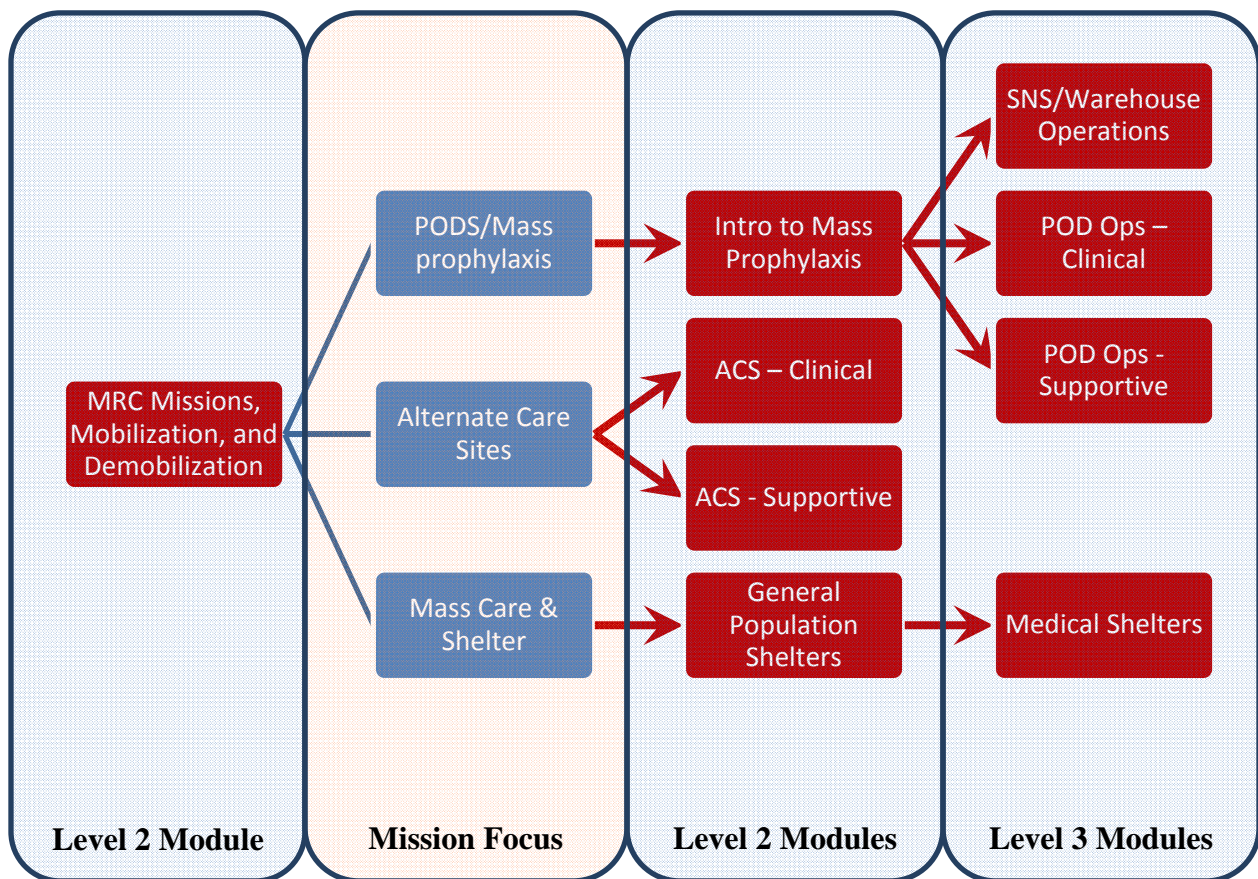 SNS/Warehouse
Operations
PODS/Mass
prophylaxis
Intro to Mass
Prophylaxis
POD Ops –
Clinical
MRC Missions,
Mobilization, and
Demobilization
Alternate Care
Sites
ACS – Clinical
POD Ops -
Supportive
ACS - Supportive
Mass Care &
Shelter
General
Population
Shelters
Medical Shelters
Level 2 Module
Mission Focus
Level 2 Modules
Level 3 Modules